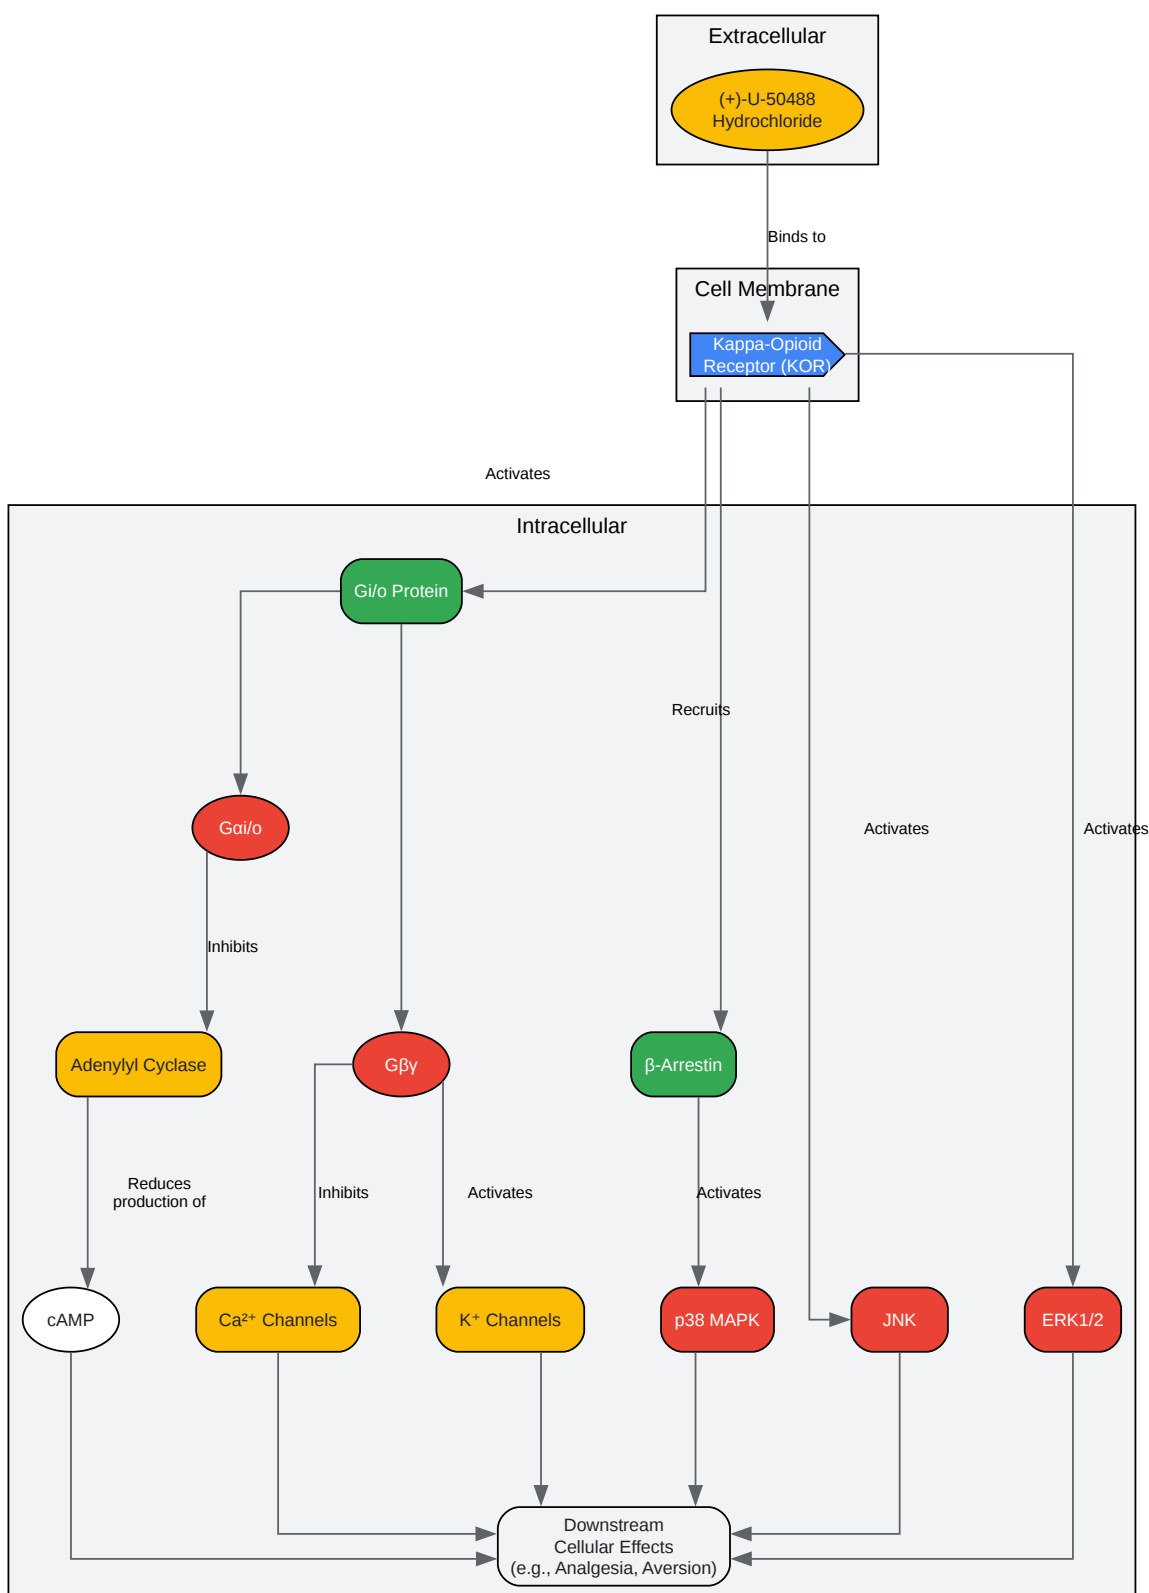 Extracellular
(+)-U-50488
Hydrochloride
Binds to
Cell Membrane
Kappa-Opioid
Receptor (KOR)
Activates
Intracellular
Gi/o Protein
Recruits
Gαi/o
Activates
Activates
Inhibits
Adenylyl Cyclase
Gβγ
β-Arrestin
Reduces
production of
Inhibits
Activates
Activates
cAMP
Ca²⁺ Channels
K⁺ Channels
p38 MAPK
JNK
ERK1/2
Downstream
Cellular Effects
(e.g., Analgesia, Aversion)